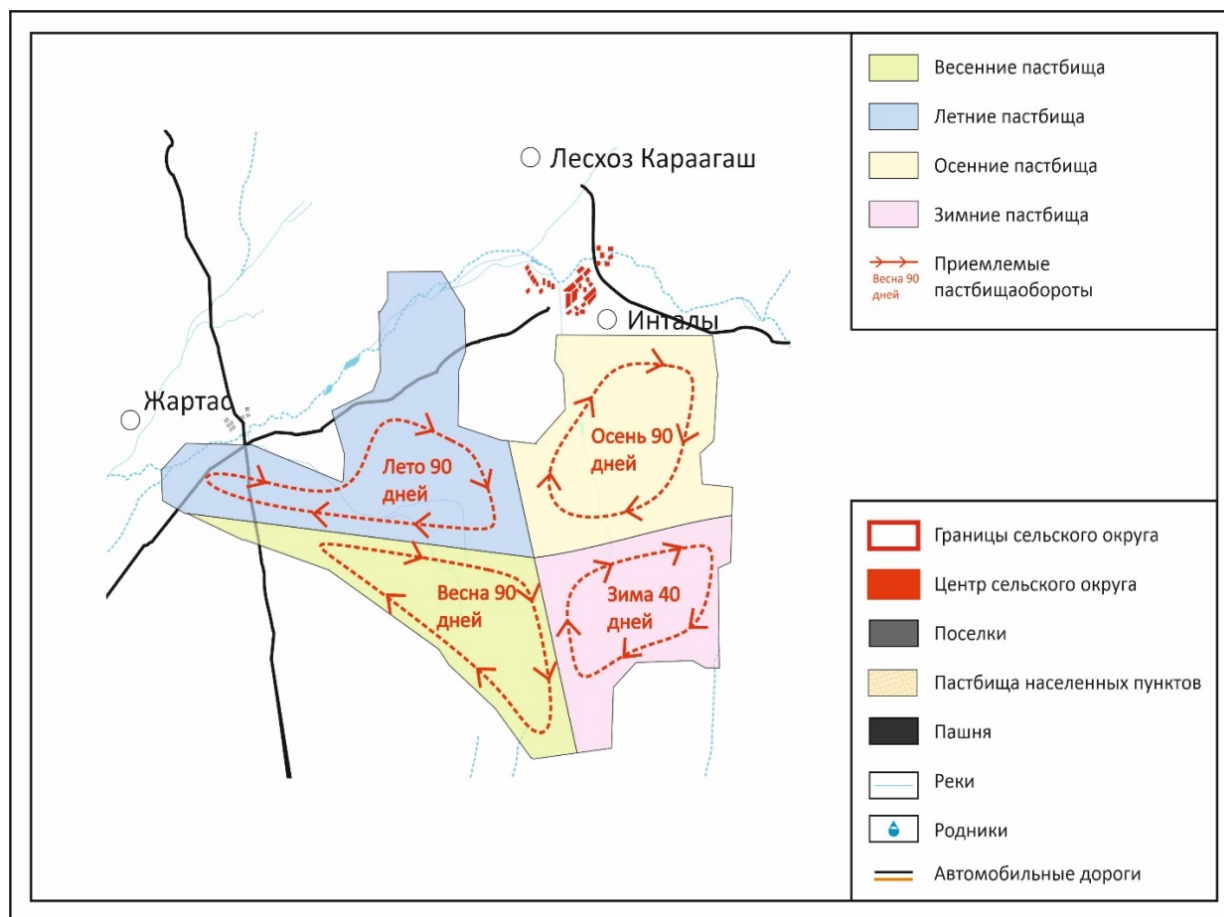 Весенние пастбища
Летние пастбища
Осенние пастбища
Зимние пастбища
Весна 90
дней
Приемлемые
пастбищаобороты
Лесхоз Караагаш
Инталы
Жартас
Осень 90
дней
Лето 90
дней
Весна 90
дней
Зима 40
дней
Границы сельского округа
Центр сельского округа
Поселки
Пастбища населенных пунктов
Пашня
Реки
Родники
Автомобильные дороги